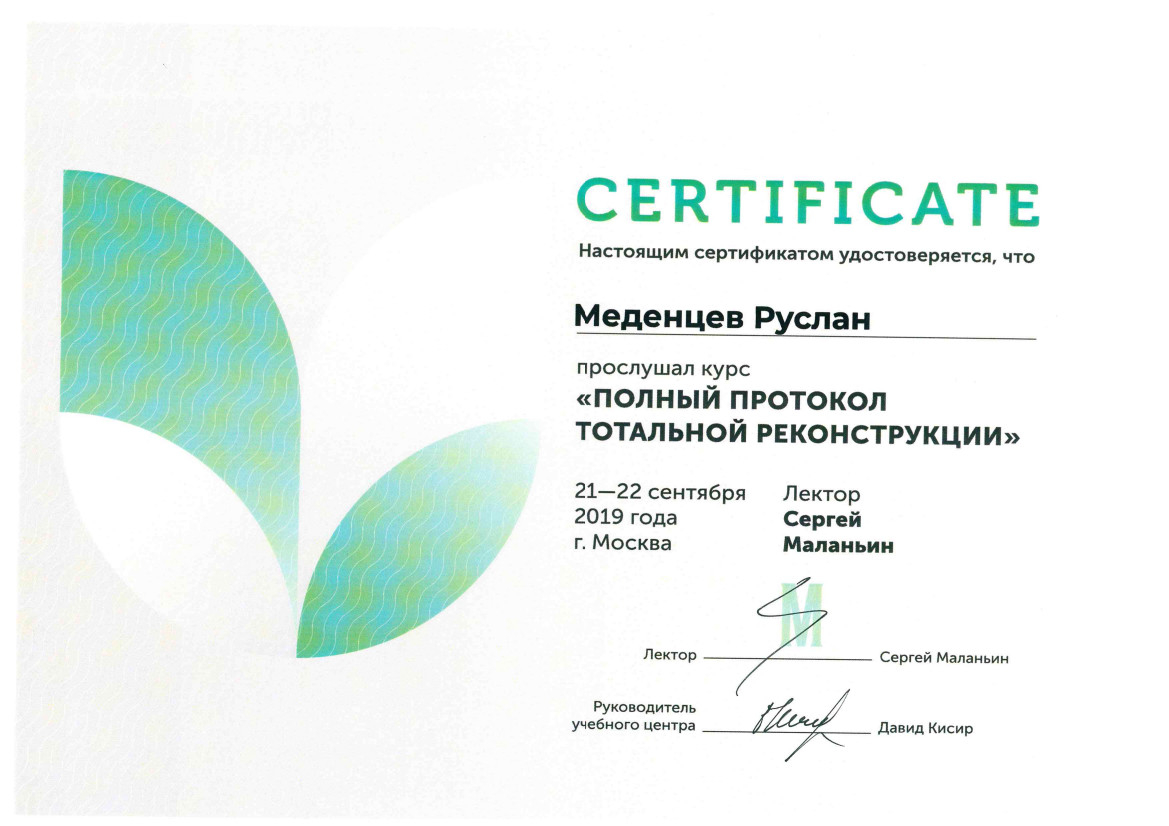 CERTIFICATE
Настоящим сертификатом удостоверяется, что
Меденцев Руслан
прослушал курс
«ПОЛНЫЙ ПРОТОКОЛ
ТОТАЛЬНОЙ РЕКОНСТРУКЦИИ»
21—22 сентября
2019 года
г. Москва
Лектор
Сергей
Маланьин
М
Лектор
Сергей Маланьин
Руководитель
учебного центра
Давид Кисир